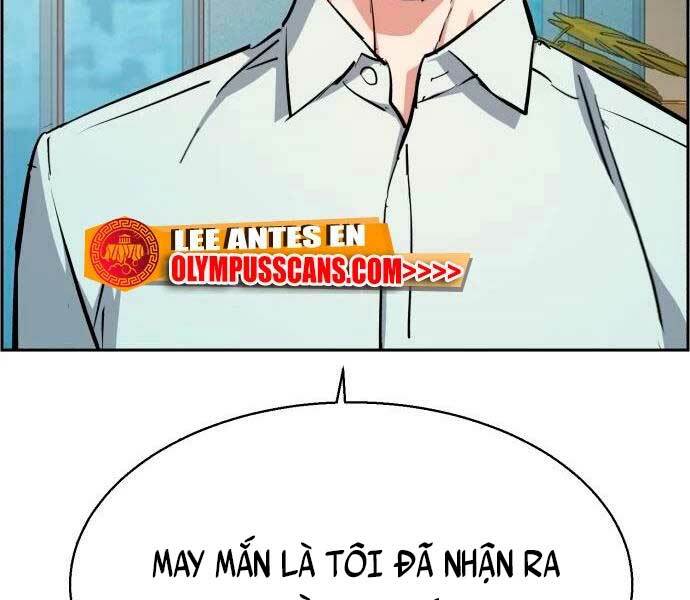 LEE ANTES EN
OLYMPUSSCANS.COM>>>>
MAY MẮN LÀ TÔI ĐÃ NHẬN RA